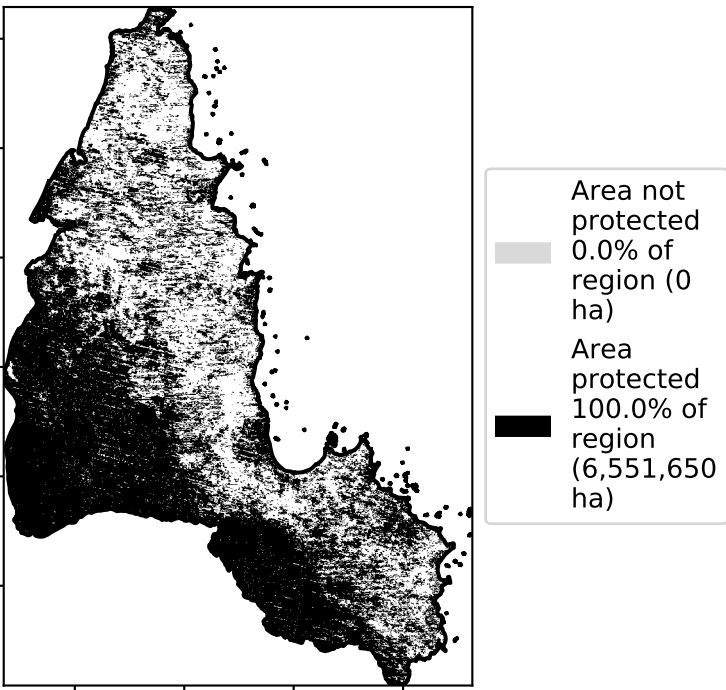 Area not
protected
0.0% of
region (0
ha)
Area
protected
100.0% of
region
(6,551,650
ha)